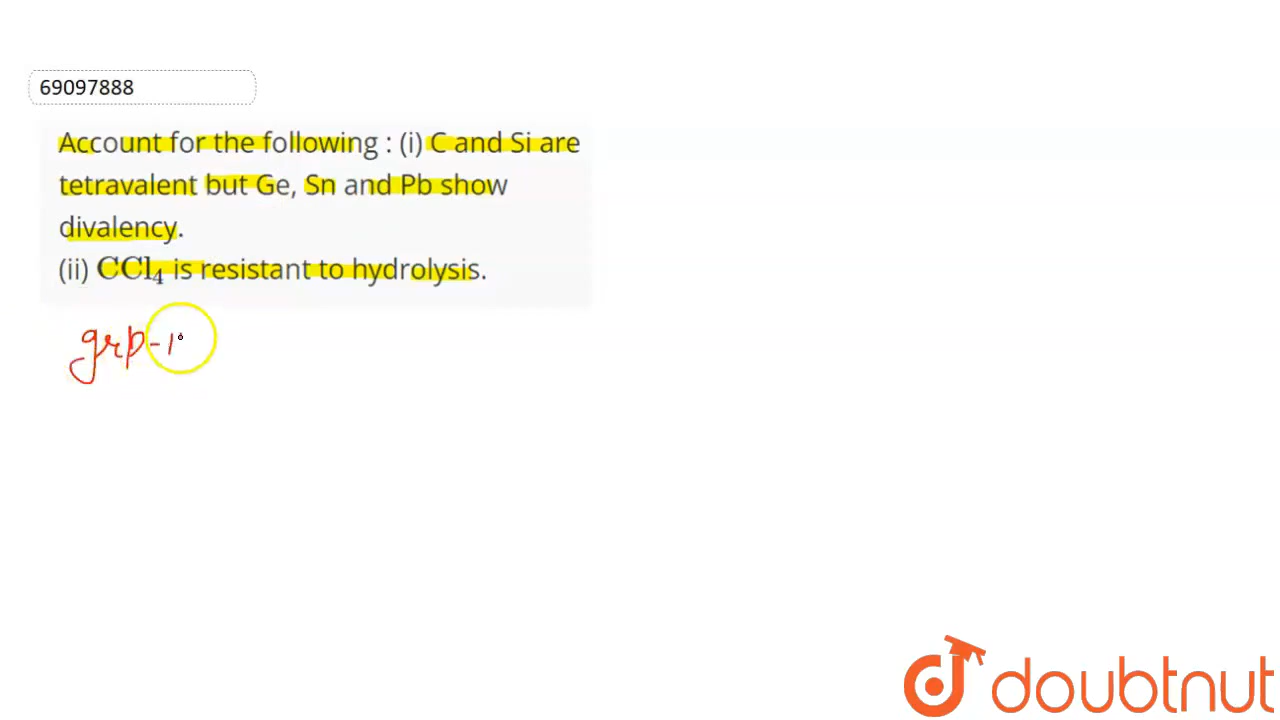 69097888
Account for the following : (i) C and Si are
tetravalent but Ge, Sn and Pb show
divalency.
(ii) CCl₄ is resistant to hydrolysis.
grp-1
doubtnut